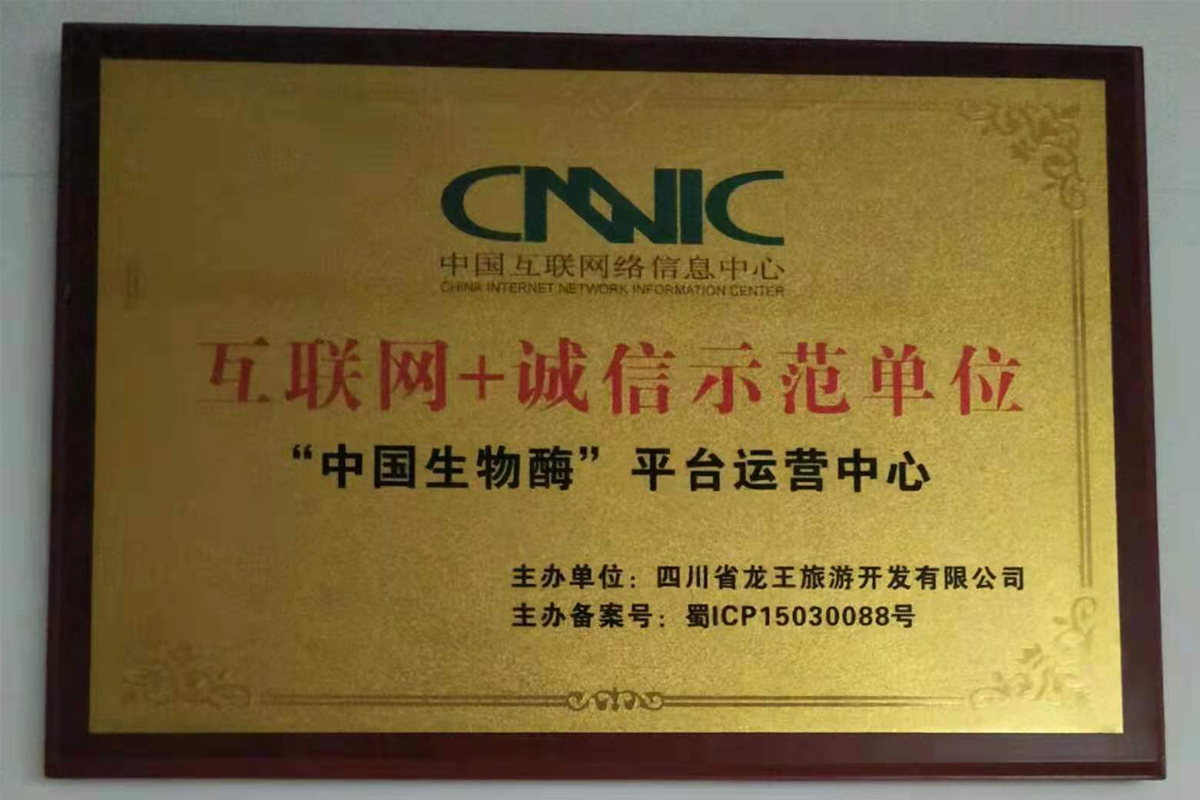 CNNIC
中国互联网络信息中心
CHINA INTERNET NETWORK INFORMATION CENTER
互联网+诚信示范单位
“中国生物酶”平台运营中心
主办单位：四川省龙王旅游开发有限公司
主办备案号：蜀ICP15030088号